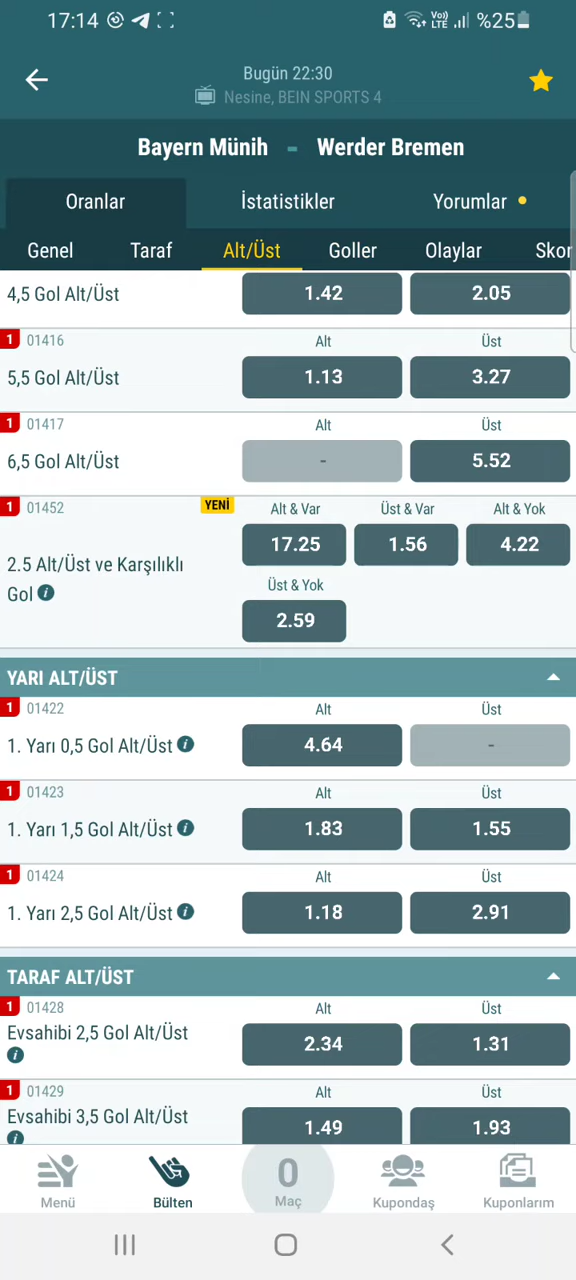 17:14 Vo)) LTE %25
Bugün 22:30
Nesine, BEIN SPORTS 4
Bayern Münih - Werder Bremen
Oranlar İstatistikler Yorumlar
Genel Taraf Alt/Üst Goller Olaylar Skor
4,5 Gol Alt/Üst 1.42 2.05
1 01416 Alt Üst
5,5 Gol Alt/Üst 1.13 3.27
1 01417 Alt Üst
6,5 Gol Alt/Üst - 5.52
1 01452 YENİ Alt & Var Üst & Var Alt & Yok
17.25 1.56 4.22
2.5 Alt/Üst ve Karşılıklı
Gol i
Üst & Yok
2.59
YARI ALT/ÜST
1 01422 Alt Üst
1. Yarı 0,5 Gol Alt/Üst i 4.64 -
1 01423 Alt Üst
1. Yarı 1,5 Gol Alt/Üst i 1.83 1.55
1 01424 Alt Üst
1. Yarı 2,5 Gol Alt/Üst i 1.18 2.91
TARAF ALT/ÜST
1 01428 Alt Üst
Evsahibi 2,5 Gol Alt/Üst i 2.34 1.31
1 01429 Alt Üst
Evsahibi 3,5 Gol Alt/Üst i 1.49 1.93
0
Menü Bülten Maç Kupondaş Kuponlarım